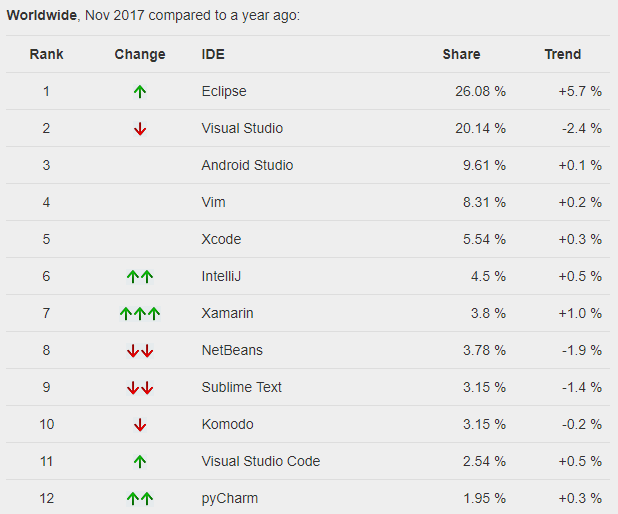 Worldwide, Nov 2017 compared to a year ago:
Rank Change IDE Share Trend
1 ↑ Eclipse 26.08 % +5.7 %
2 ↓ Visual Studio 20.14 % -2.4 %
3 Android Studio 9.61 % +0.1 %
4 Vim 8.31 % +0.2 %
5 Xcode 5.54 % +0.3 %
6 ↑↑ IntelliJ 4.5 % +0.5 %
7 ↑↑↑ Xamarin 3.8 % +1.0 %
8 ↓↓ NetBeans 3.78 % -1.9 %
9 ↓↓ Sublime Text 3.15 % -1.4 %
10 ↓ Komodo 3.15 % -0.2 %
11 ↑ Visual Studio Code 2.54 % +0.5 %
12 ↑↑ pyCharm 1.95 % +0.3 %